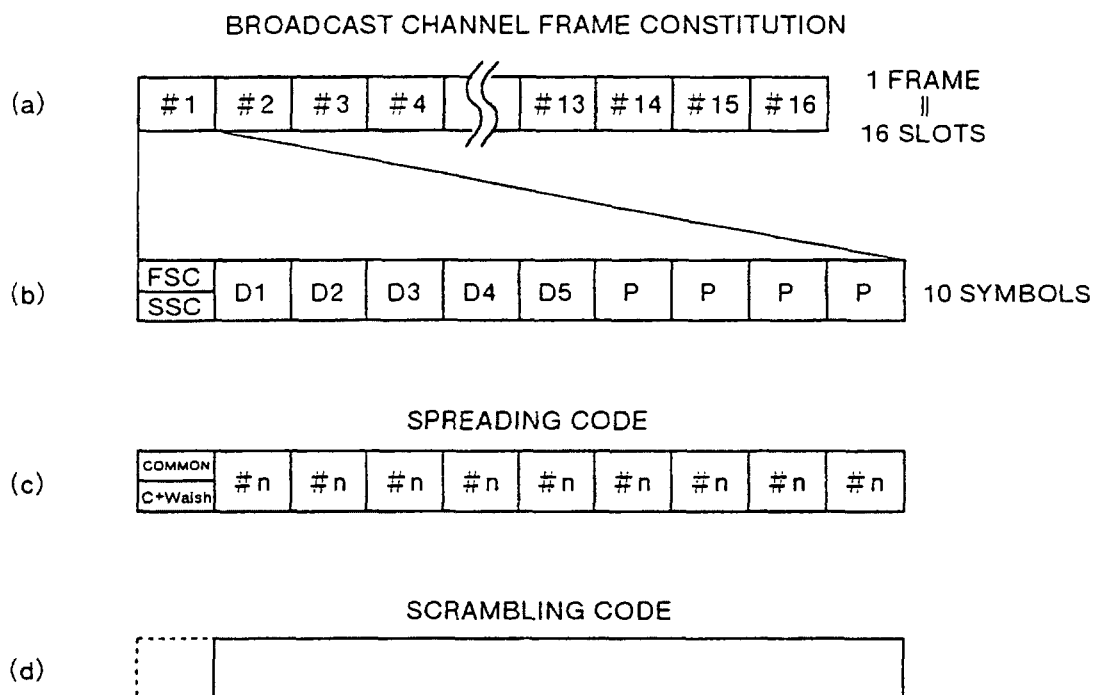 BROADCAST CHANNEL FRAME CONSTITUTION
(a) #1 #2 #3 #4 #13 #14 #15 #16 1 FRAME
||
16 SLOTS
(b) FSC SSC D1 D2 D3 D4 D5 P P P P 10 SYMBOLS
SPREADING CODE
(c) COMMON C+Walsh #n #n #n #n #n #n #n #n #n
SCRAMBLING CODE
(d)